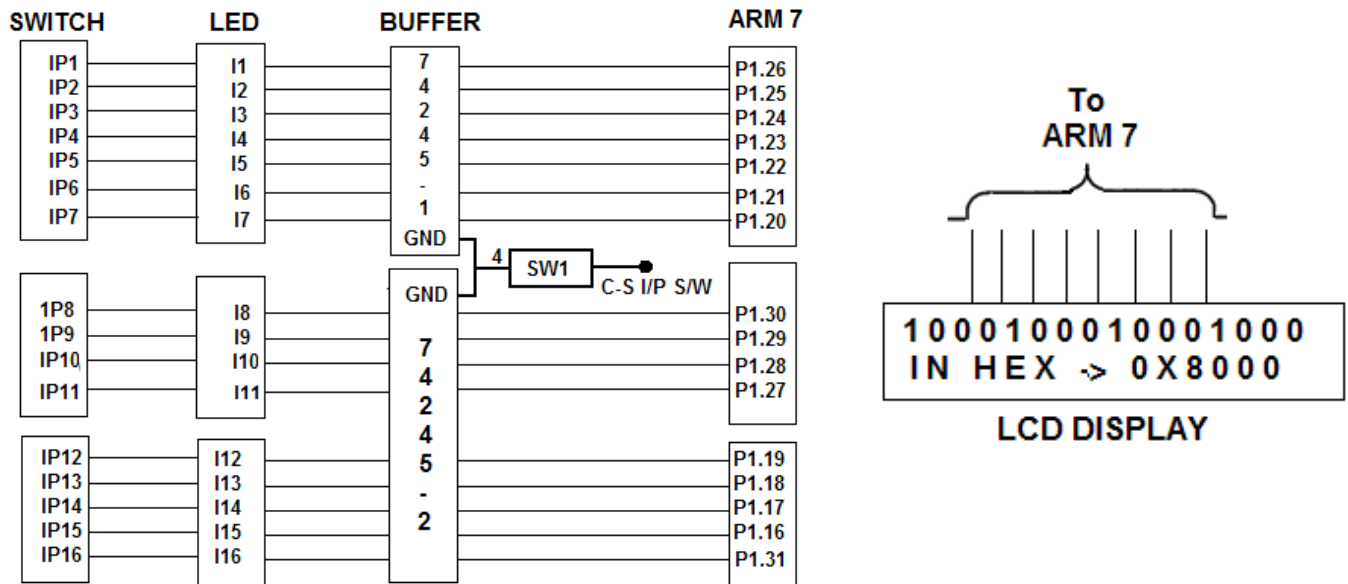 SWITCH LED BUFFER ARM 7
IP1 I1 7 P1.26
IP2 I2 4 P1.25
IP3 I3 2 P1.24
IP4 I4 4 P1.23
IP5 I5 5 P1.22
IP6 I6 - P1.21
IP7 I7 1 P1.20
GND
4 SW1 C-S I/P S/W
GND
1P8 I8 P1.30
1P9 I9 7 P1.29
IP10 I10 4 P1.28
IP11 I11 2 P1.27
4
IP12 I12 5 P1.19
IP13 I13 - P1.18
IP14 I14 2 P1.17
IP15 I15 P1.16
IP16 I16 P1.31
To
ARM 7
1000100010001000
IN HEX -> 0X8000
LCD DISPLAY